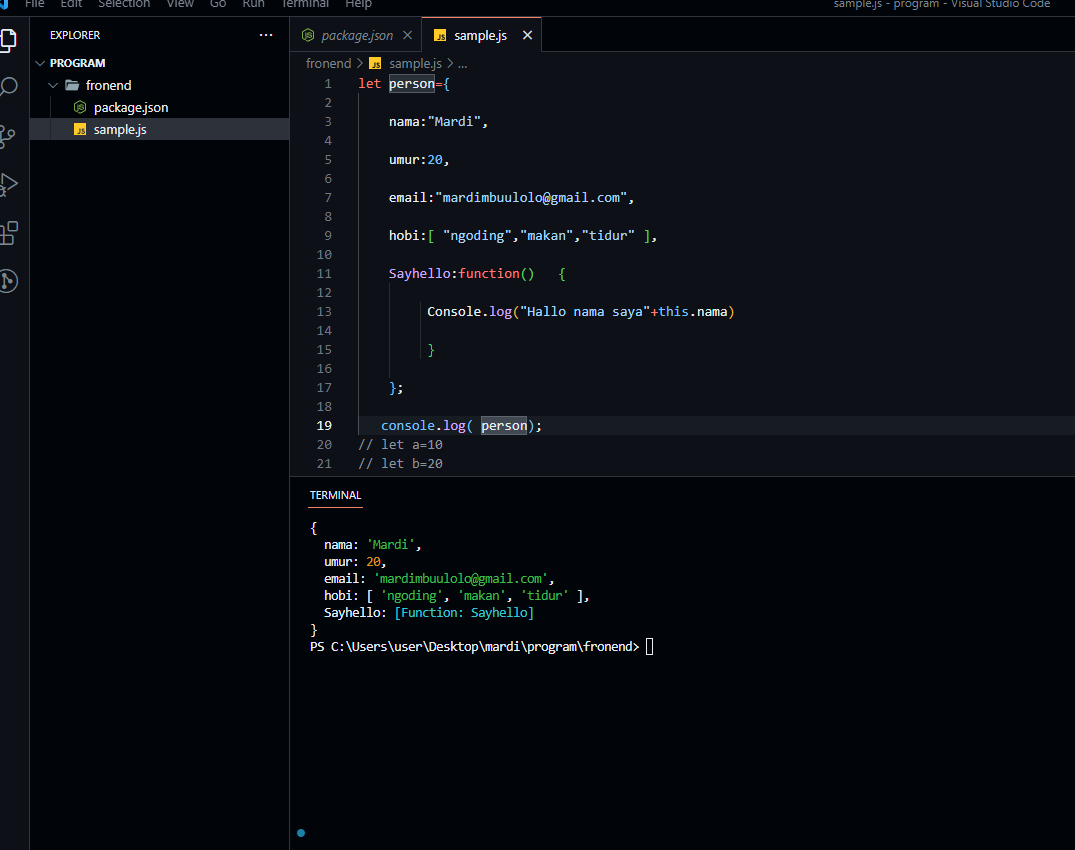 File Edit Selection View Go Run Terminal Help sample.js - program - Visual Studio Code
EXPLORER ...
package.json
JS sample.js
PROGRAM
fronend
package.json
JS sample.js
fronend > JS sample.js > ...
1 let person={
2
3 nama:"Mardi",
4
5 umur:20,
6
7 email:"mardimbuulolo@gmail.com",
8
9 hobi:[ "ngoding","makan","tidur" ],
10
11 Sayhello:function() {
12
13 Console.log("Hallo nama saya"+this.nama)
14
15 }
16
17 };
18
19 console.log( person);
20 // let a=10
21 // let b=20
TERMINAL
{
nama: 'Mardi',
umur: 20,
email: 'mardimbuulolo@gmail.com',
hobi: [ 'ngoding', 'makan', 'tidur' ],
Sayhello: [Function: Sayhello]
}
PS C:\Users\user\Desktop\mardi\program\fronend>